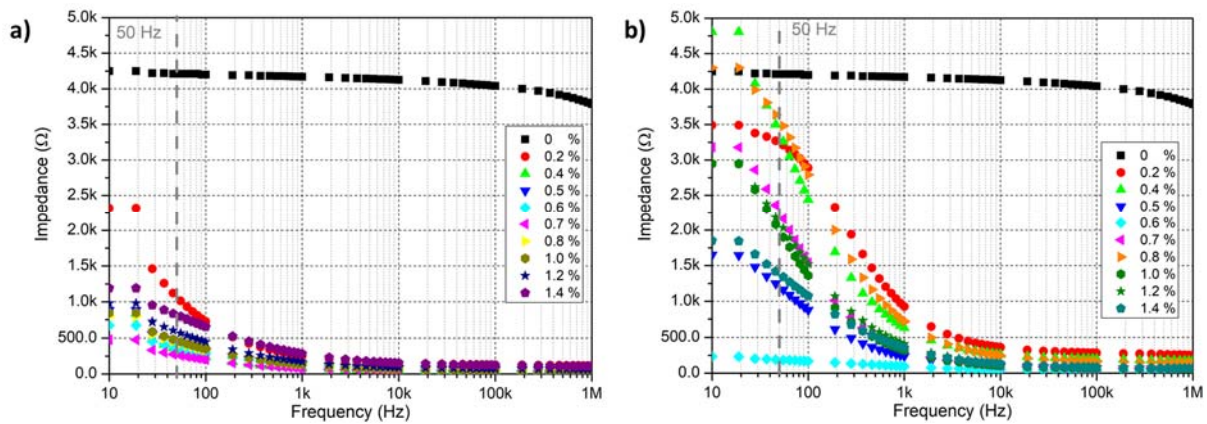 a)
50 Hz
5.0k
4.5k
4.0k
3.5k
3.0k
2.5k
2.0k
1.5k
1.0k
500.0
0.0
Impedance (Ω)
0 %
0.2 %
0.4 %
0.5 %
0.6 %
0.7 %
0.8 %
1.0 %
1.2 %
1.4 %
10
100
1k
10k
100k
1M
Frequency (Hz)
b)
50 Hz
5.0k
4.5k
4.0k
3.5k
3.0k
2.5k
2.0k
1.5k
1.0k
500.0
0.0
Impedance (Ω)
0 %
0.2 %
0.4 %
0.5 %
0.6 %
0.7 %
0.8 %
1.0 %
1.2 %
1.4 %
10
100
1k
10k
100k
1M
Frequency (Hz)